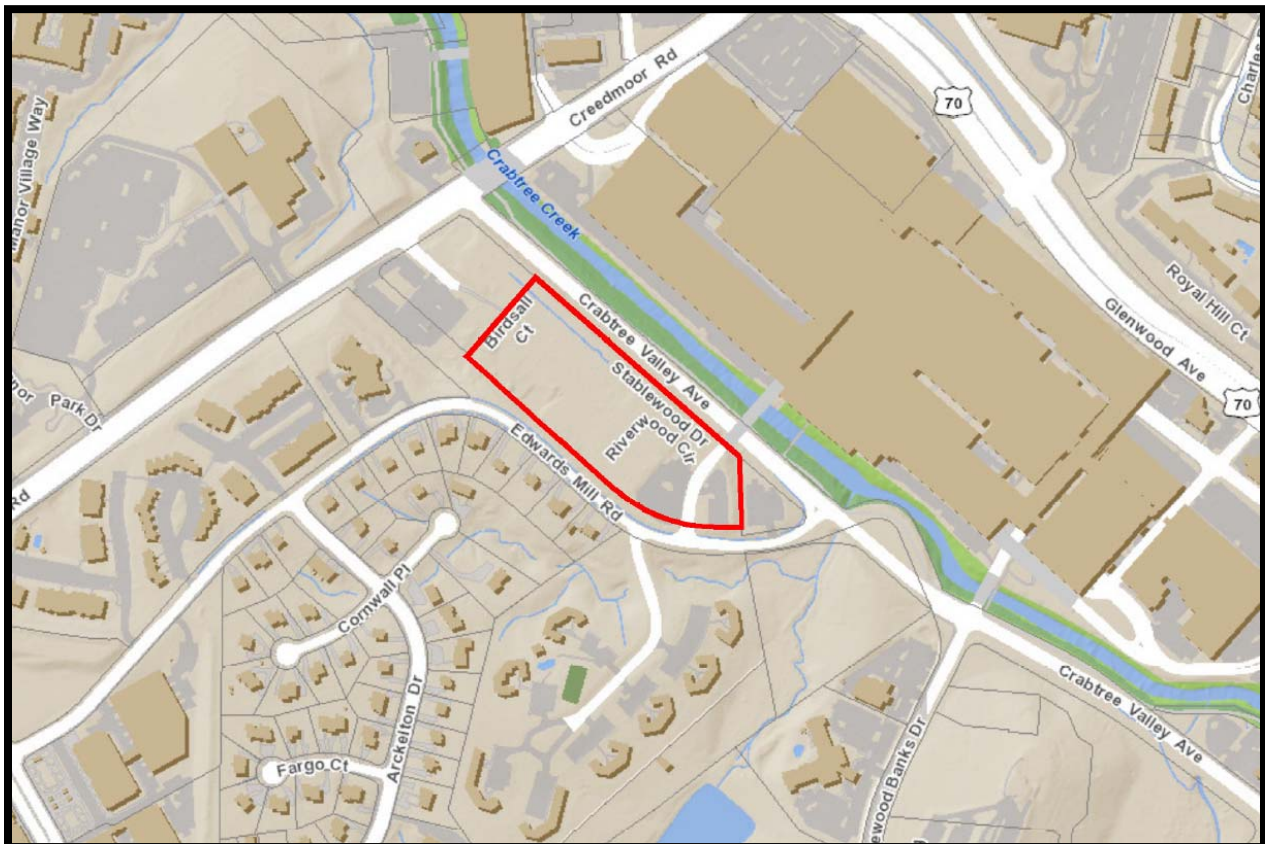 Creedmoor Rd
70
Charles
Manor Village Way
Crabtree Creek
Royal Hill Ct
Glenwood Ave
70
Birdsall
Ct
Crabtree Valley Ave
Stablewood Dr
Riverwood Cir
Park Dr
Edwards Mill Rd
Rd
Cornwall Pl
Arckelton Dr
Fargo Ct
Crabtree Valley Ave
ewood Banks Dr